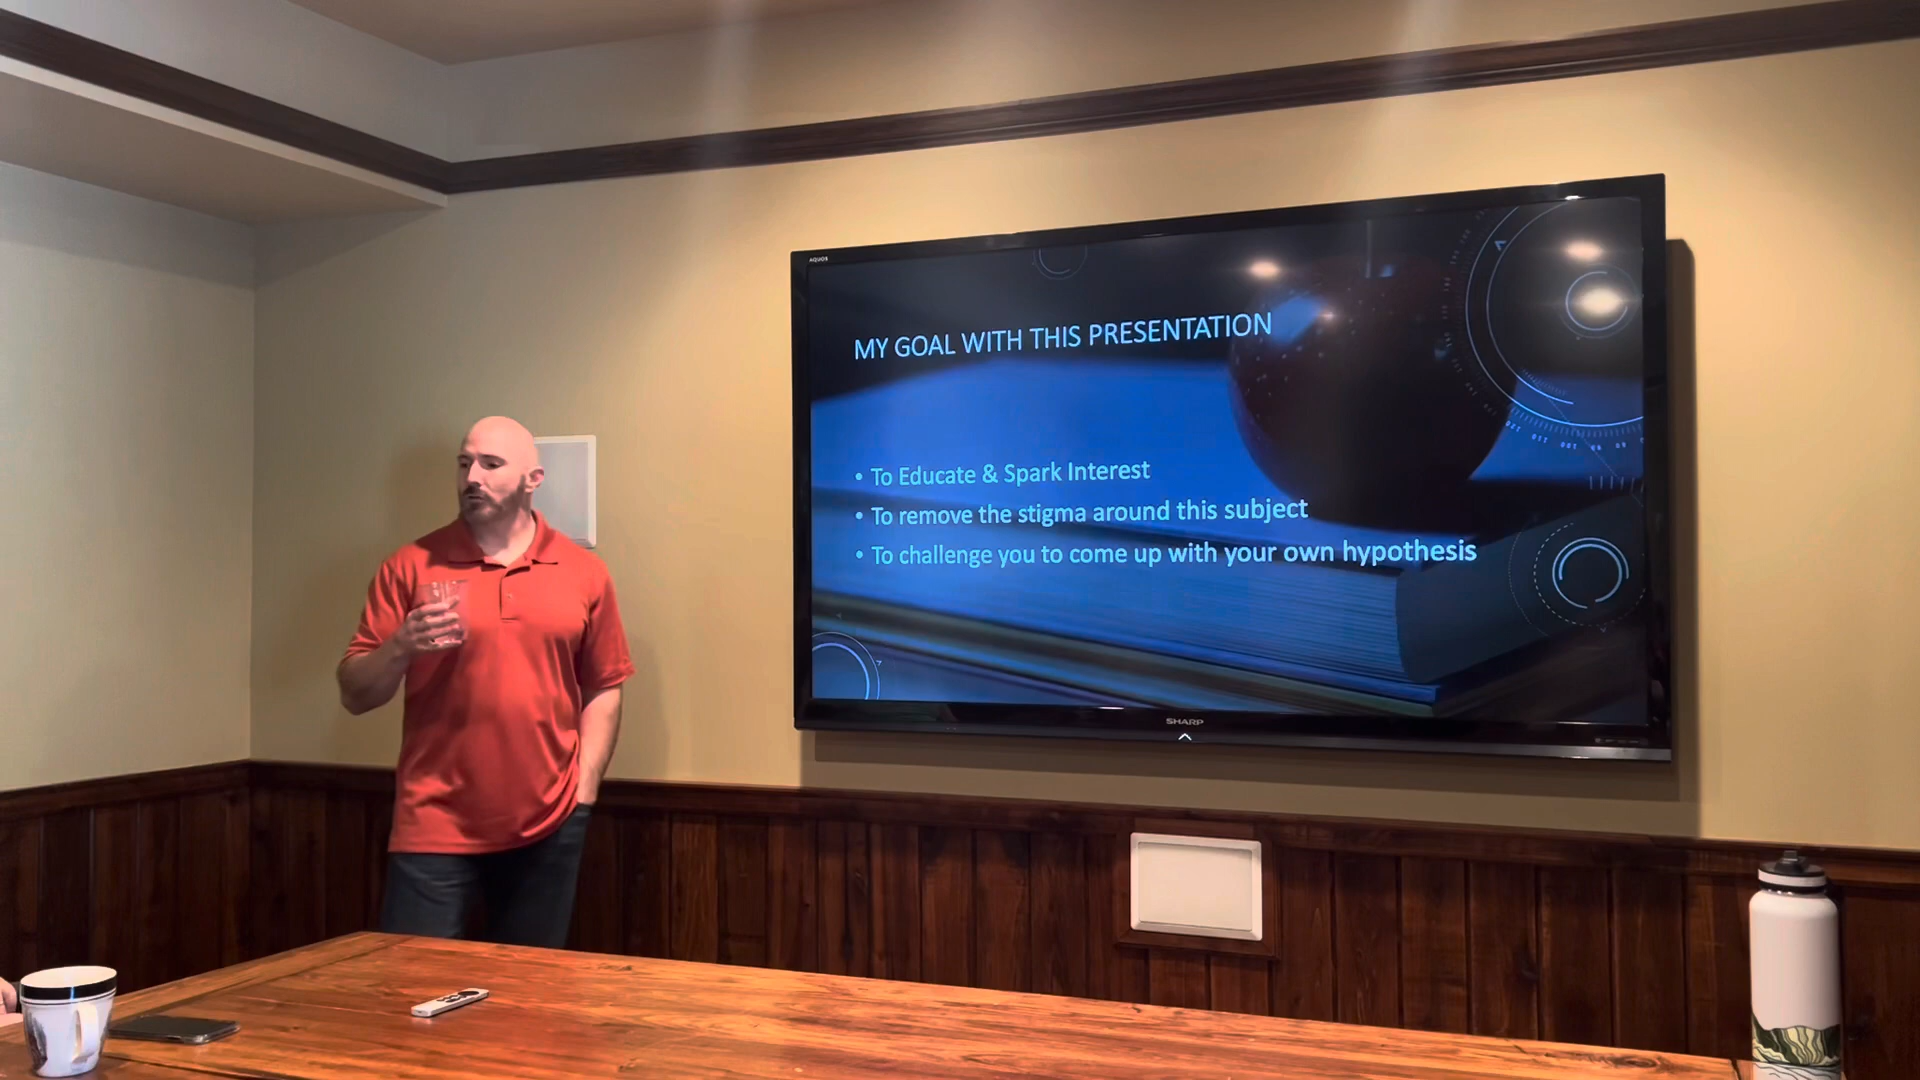 AQUOS
MY GOAL WITH THIS PRESENTATION
• To Educate & Spark Interest
• To remove the stigma around this subject
• To challenge you to come up with your own hypothesis
SHARP